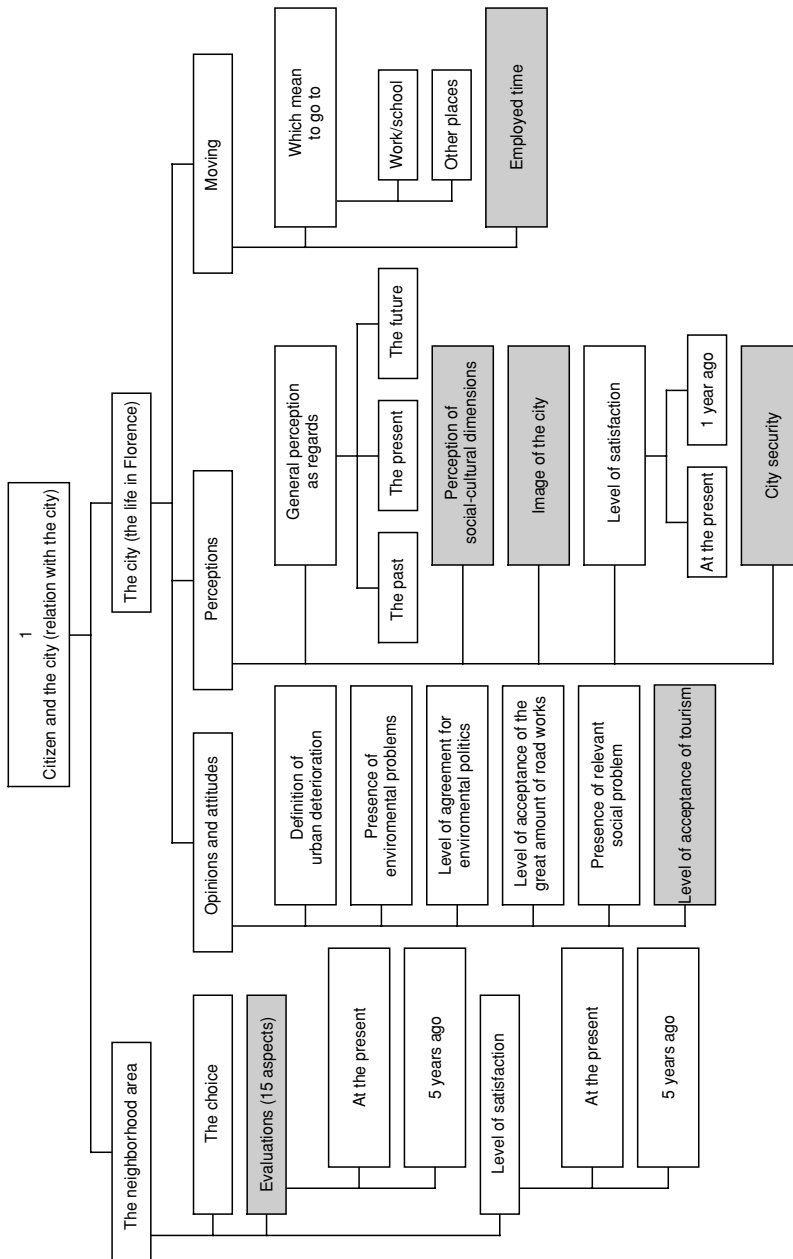 1
Citizen and the city (relation with the city)
The neighborhood area
The choice
Evaluations (15 aspects)
At the present
5 years ago
Level of satisfaction
At the present
5 years ago
The city (the life in Florence)
Opinions and attitudes
Definition of
urban deterioration
Presence of
enviromental problems
Level of agreement for
enviromental politics
Level of acceptance of the
great amount of road works
Presence of relevant
social problem
Level of acceptance of tourism
Perceptions
General perception
as regards
The past
The present
The future
Perception of
social-cultural dimensions
Image of the city
Level of satisfaction
At the present
1 year ago
City security
Moving
Which mean
to go to
Work/school
Other places
Employed time